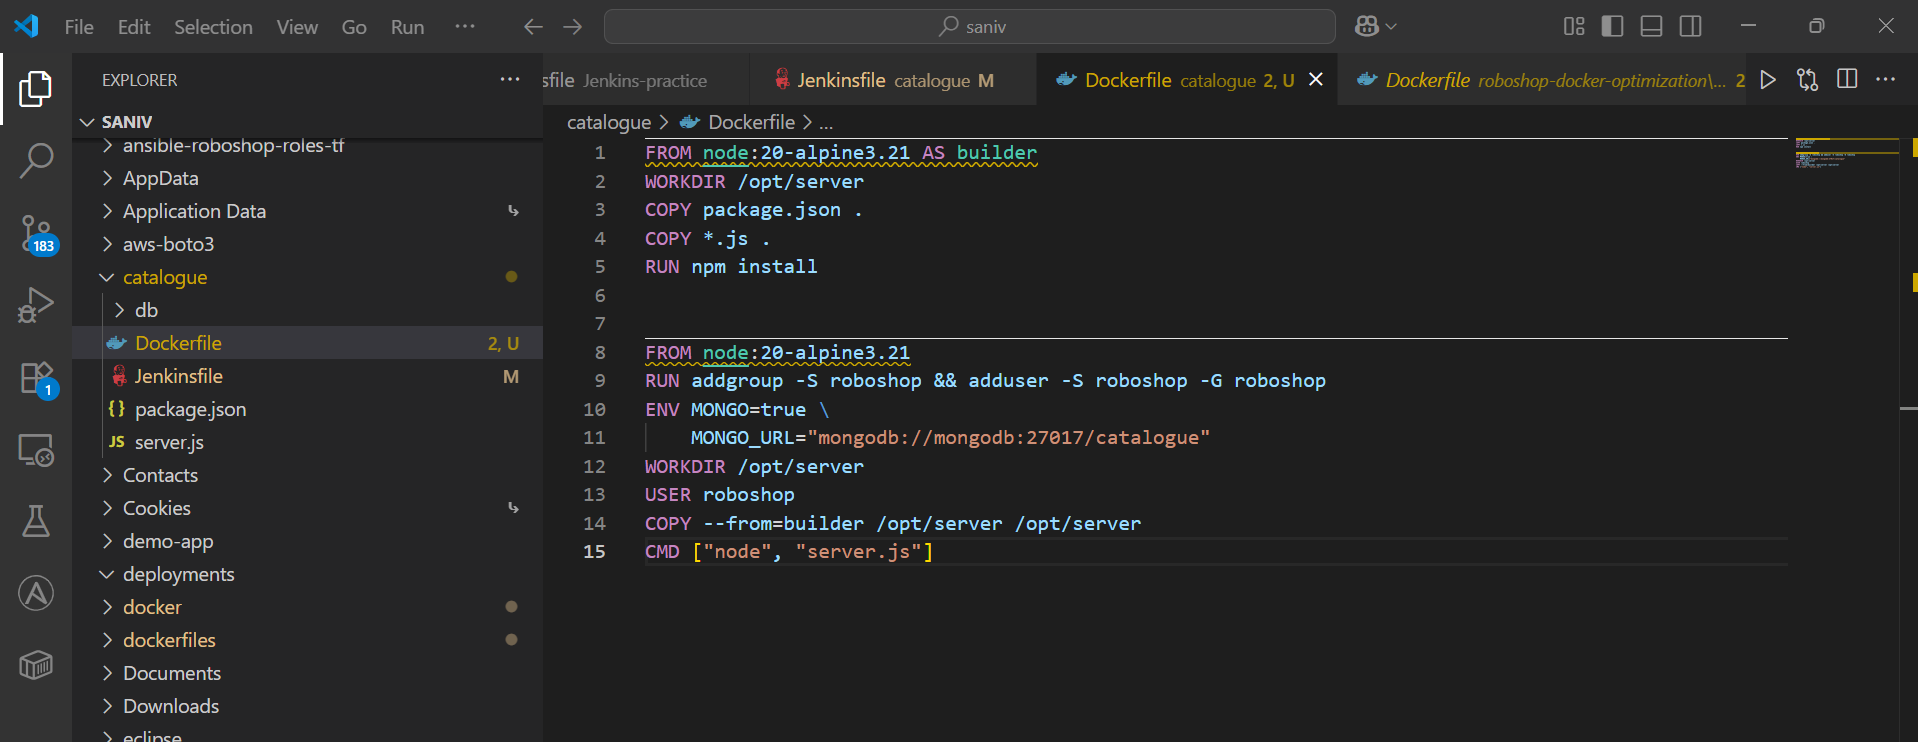 File Edit Selection View Go Run ··· saniv
EXPLORER ···
SANIV
ansible-roboshop-roles-tf
AppData
Application Data
aws-boto3
catalogue
db
Dockerfile 2, U
Jenkinsfile M
{} package.json
JS server.js
Contacts
Cookies
demo-app
deployments
docker
dockerfiles
Documents
Downloads
eclipse
183
1
sfile Jenkins-practice Jenkinsfile catalogue M Dockerfile catalogue 2, U Dockerfile roboshop-docker-optimization\... 2 ···
catalogue > Dockerfile > ...
1 FROM node:20-alpine3.21 AS builder
2 WORKDIR /opt/server
3 COPY package.json .
4 COPY *.js .
5 RUN npm install
6
7
8 FROM node:20-alpine3.21
9 RUN addgroup -S roboshop && adduser -S roboshop -G roboshop
10 ENV MONGO=true \
11 MONGO_URL="mongodb://mongodb:27017/catalogue"
12 WORKDIR /opt/server
13 USER roboshop
14 COPY --from=builder /opt/server /opt/server
15 CMD ["node", "server.js"]